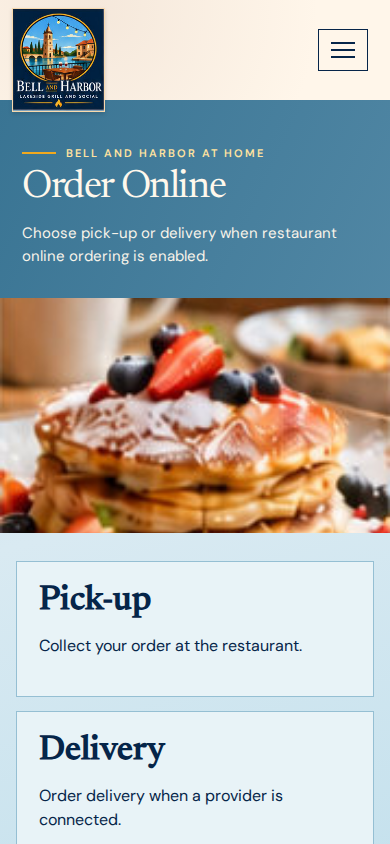 BELL AND HARBOR
LAKESIDE GRILL AND SOCIAL
BELL AND HARBOR AT HOME
Order Online
Choose pick-up or delivery when restaurant
online ordering is enabled.
Pick-up
Collect your order at the restaurant.
Delivery
Order delivery when a provider is
connected.